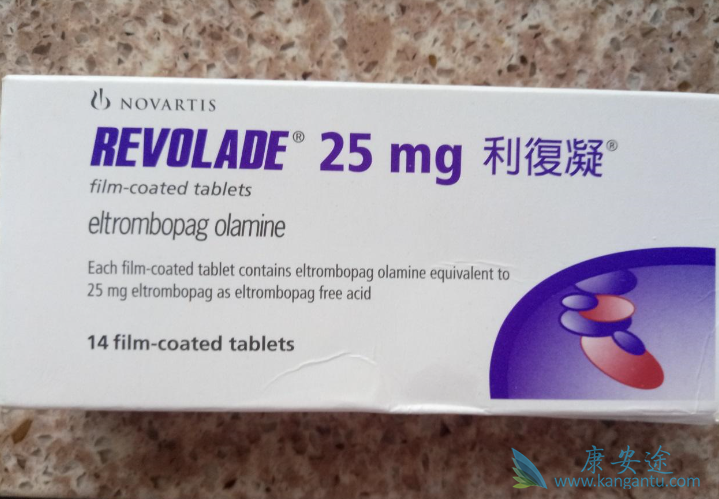 NOVARTIS
REVOLADE® 25 mg 利復凝®
film-coated tablets
eltrombopag olamine
Each film-coated tablet contains eltrombopag olamine equivalent to
25 mg eltrombopag as eltrombopag free acid
14 film-coated tablets
康安途
www.kangantu.com